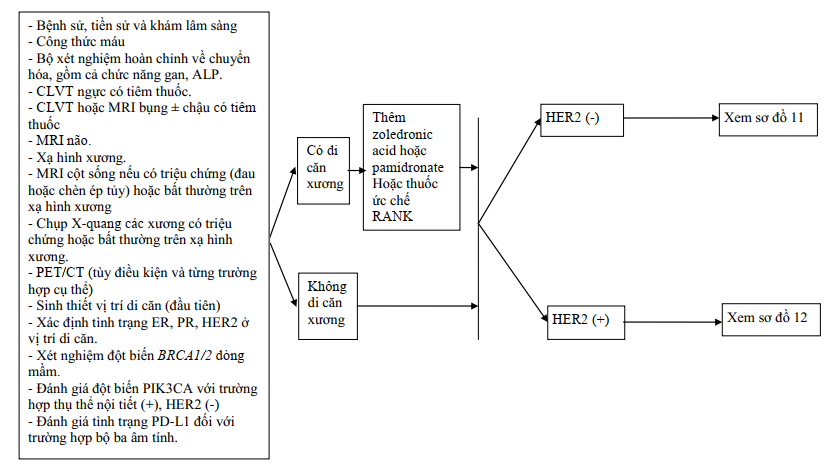 - Bệnh sử, tiền sử và khám lâm sàng
- Công thức máu
- Bộ xét nghiệm hoàn chỉnh về chuyển
hóa, gồm cả chức năng gan, ALP.
- CLVT ngực có tiêm thuốc.
- CLVT hoặc MRI bụng ± chậu có tiêm
thuốc
- MRI não.
- Xạ hình xương.
- MRI cột sống nếu có triệu chứng (đau
hoặc chèn ép tủy) hoặc bất thường trên
xạ hình xương
- Chụp X-quang các xương có triệu
chứng hoặc bất thường trên xạ hình
xương.
- PET/CT (tùy điều kiện và từng trường
hợp cụ thể)
- Sinh thiết vị trí di căn (đầu tiên)
- Xác định tình trạng ER, PR, HER2 ở
vị trí di căn.
- Xét nghiệm đột biến BRCA1/2 dòng
mầm.
- Đánh giá đột biến PIK3CA với trường
hợp thụ thể nội tiết (+), HER2 (-)
- Đánh giá tình trạng PD-L1 đối với
trường hợp bộ ba âm tính.
Có di
căn
xương
Không
di căn
xương
Thêm
zoledronic
acid hoặc
pamidronate
Hoặc thuốc
ức chế
RANK
HER2 (-)
Xem sơ đồ 11
HER2 (+)
Xem sơ đồ 12